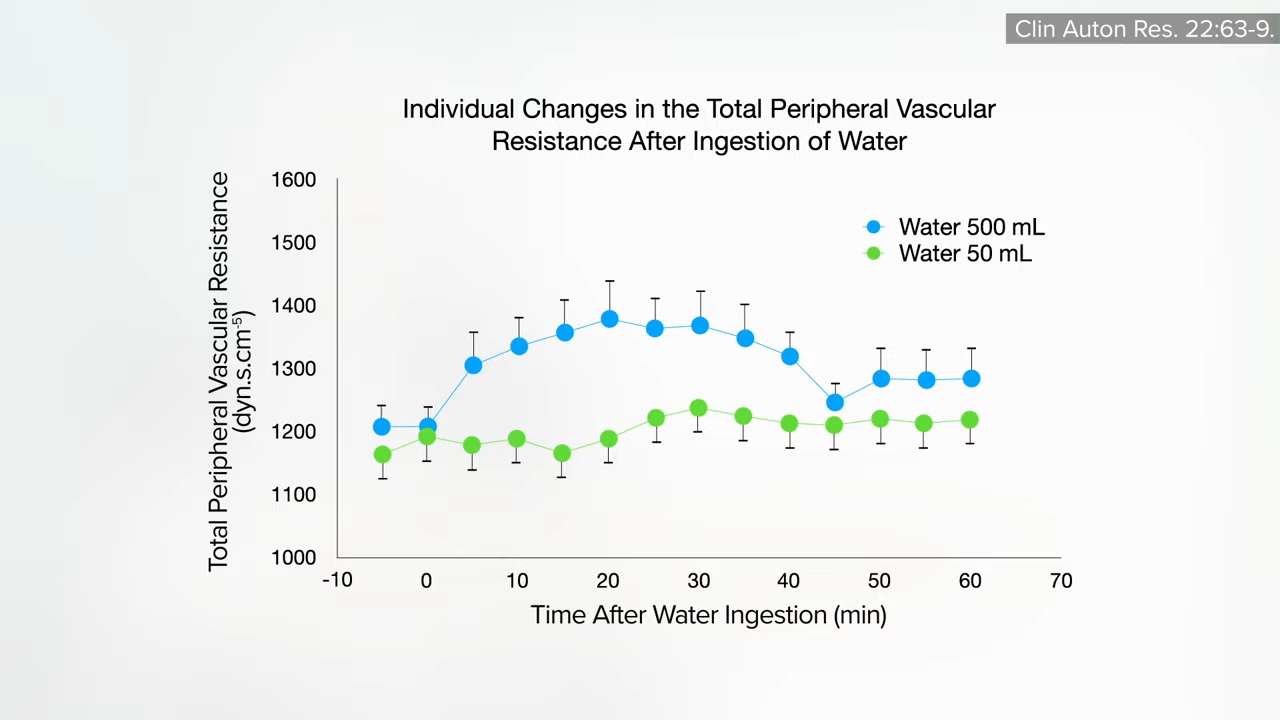 Clin Auton Res. 22:63-9.
Individual Changes in the Total Peripheral Vascular
Resistance After Ingestion of Water
Total Peripheral Vascular Resistance
(dyn.s.cm-⁵)
1600
1500
1400
1300
1200
1100
1000
Water 500 mL
Water 50 mL
-10 0 10 20 30 40 50 60 70
Time After Water Ingestion (min)